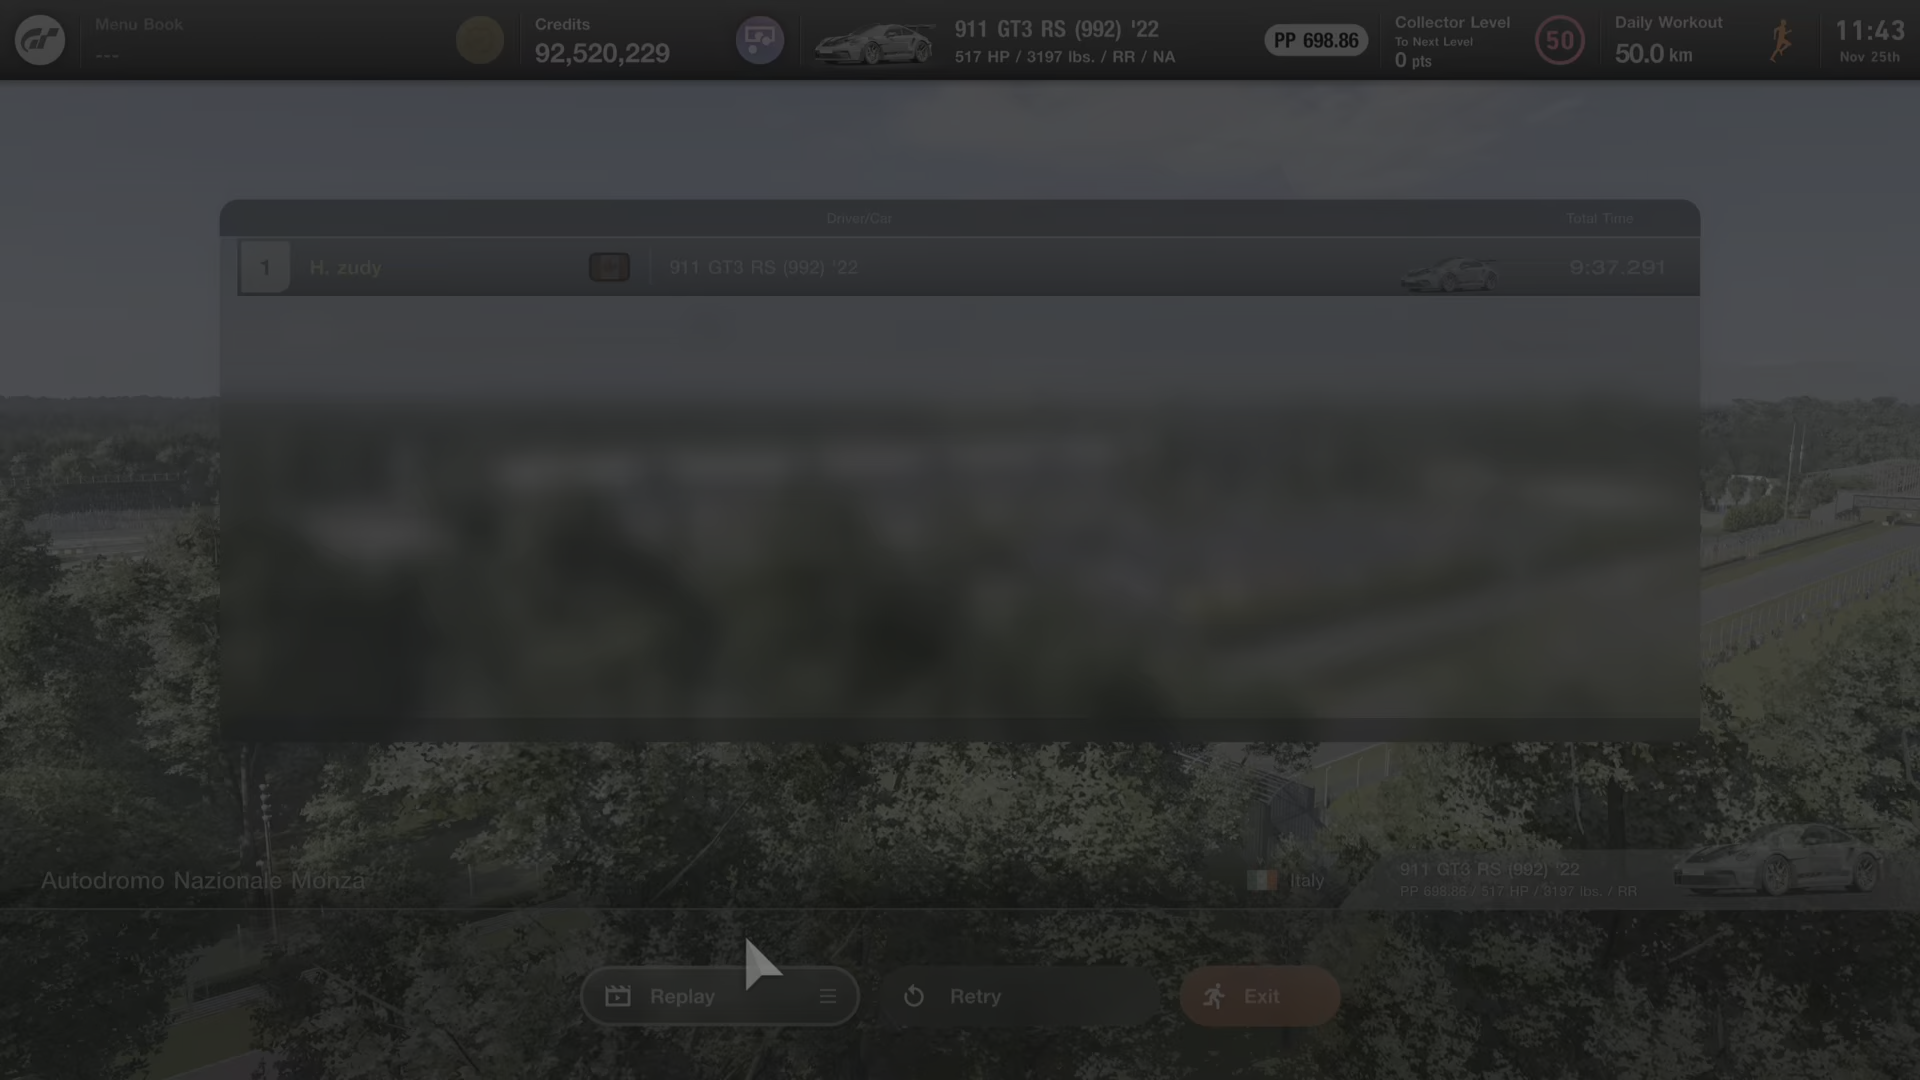 Menu Book
---
Credits
92,520,229
911 GT3 RS (992) '22
517 HP / 3197 lbs. / RR / NA
PP 698.86
Collector Level
To Next Level
0 pts
50
Daily Workout
50.0 km
11:43
Nov 25th
Driver/Car
Total Time
1
H. zudy
911 GT3 RS (992) '22
9:37.291
Autodromo Nazionale Monza
Italy
911 GT3 RS (992) '22
PP 698.86 / 517 HP / 3197 lbs. / RR
Replay
Retry
Exit